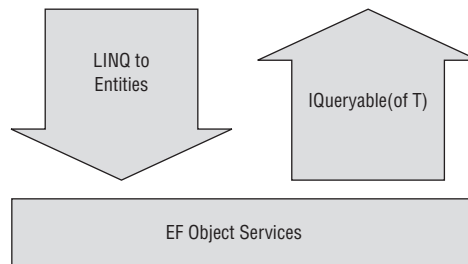 LINQ to
Entities
IQueryable(of T)
EF Object Services